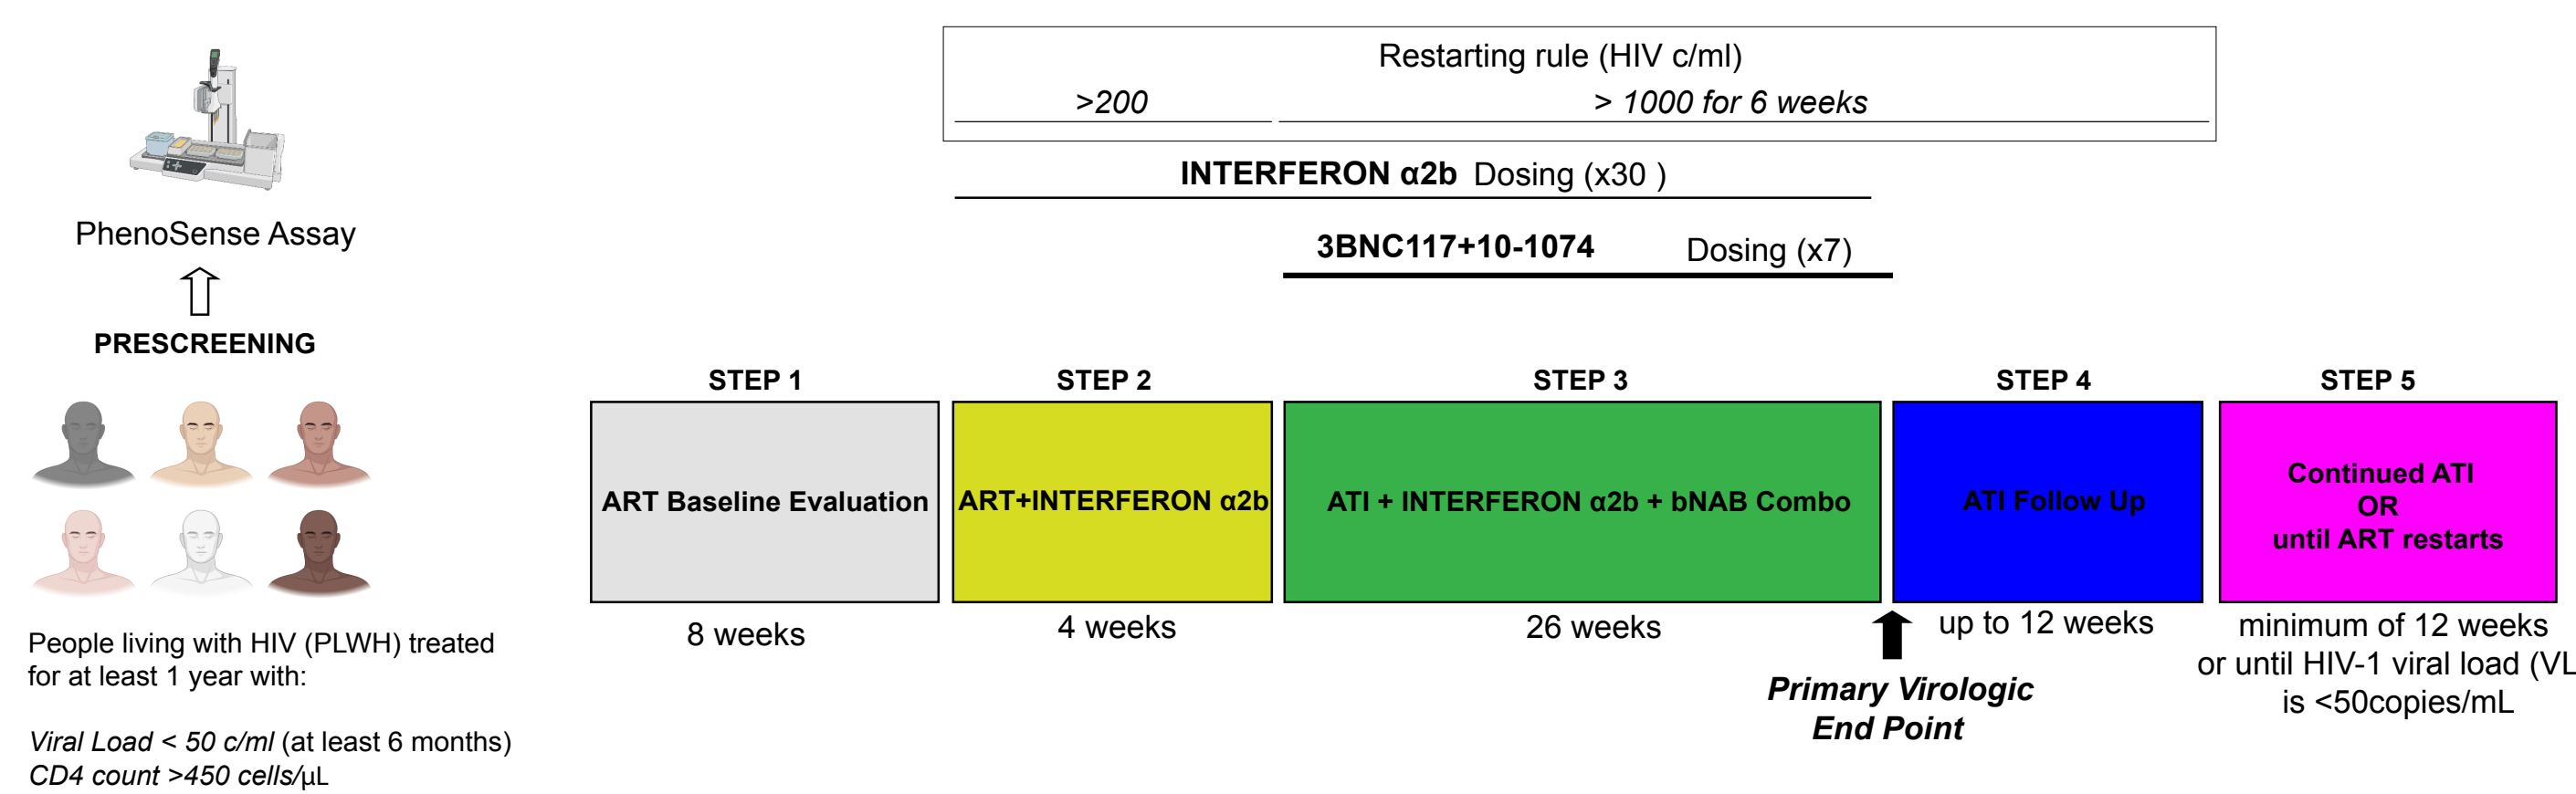 Restarting rule (HIV c/ml)
>200
> 1000 for 6 weeks
INTERFERON α2b Dosing (x30 )
3BNC117+10-1074 Dosing (x7)
PhenoSense Assay
PRESCREENING
People living with HIV (PLWH) treated
for at least 1 year with:
Viral Load < 50 c/ml (at least 6 months)
CD4 count >450 cells/µL
STEP 1
ART Baseline Evaluation
8 weeks
STEP 2
ART+INTERFERON α2b
4 weeks
STEP 3
ATI + INTERFERON α2b + bNAB Combo
26 weeks
Primary Virologic
End Point
STEP 4
ATI Follow Up
up to 12 weeks
STEP 5
Continued ATI
OR
until ART restarts
minimum of 12 weeks
or until HIV-1 viral load (VL
is <50copies/mL